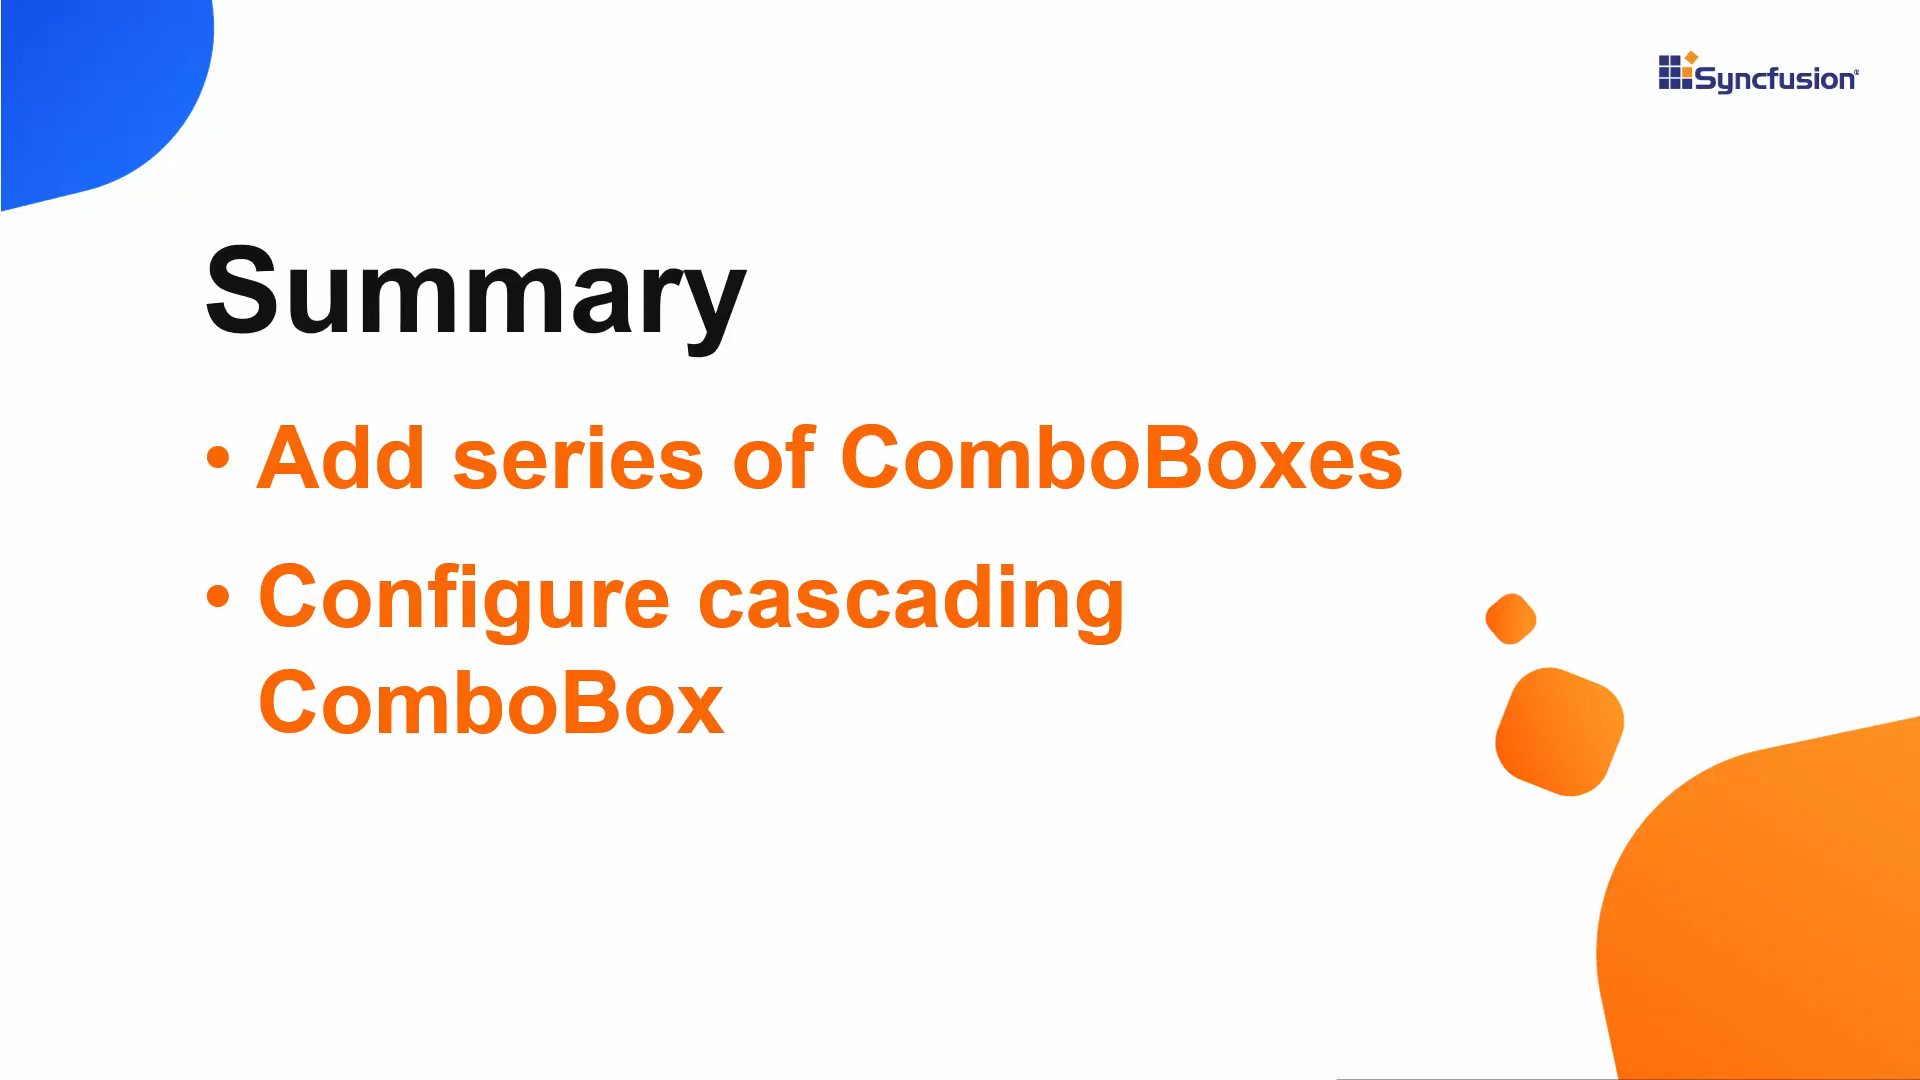 Syncfusion®
Summary
• Add series of ComboBoxes
• Configure cascading
ComboBox